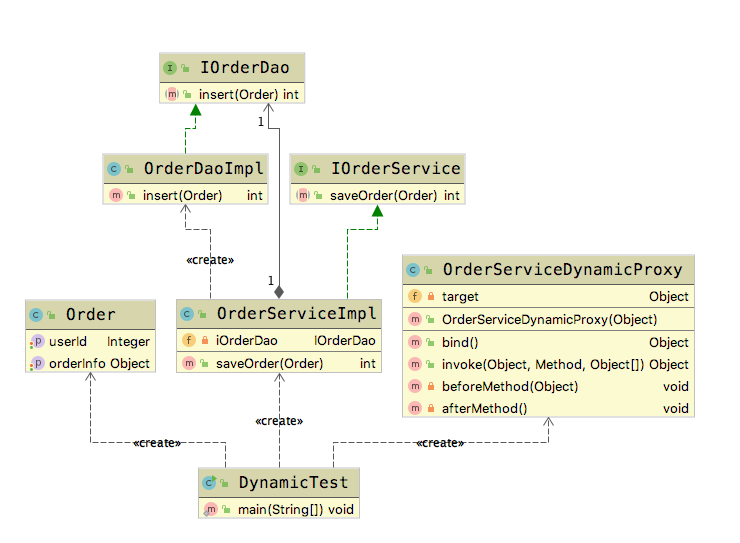 IOrderDao
insert(Order) int
1
OrderDaoImpl
insert(Order) int
IOrderService
saveOrder(Order) int
«create»
1
OrderServiceDynamicProxy
target Object
OrderServiceDynamicProxy(Object)
bind() Object
invoke(Object, Method, Object[]) Object
beforeMethod(Object) void
afterMethod() void
Order
userId Integer
orderInfo Object
OrderServiceImpl
iOrderDao IOrderDao
saveOrder(Order) int
«create»
«create»
«create»
DynamicTest
main(String[]) void